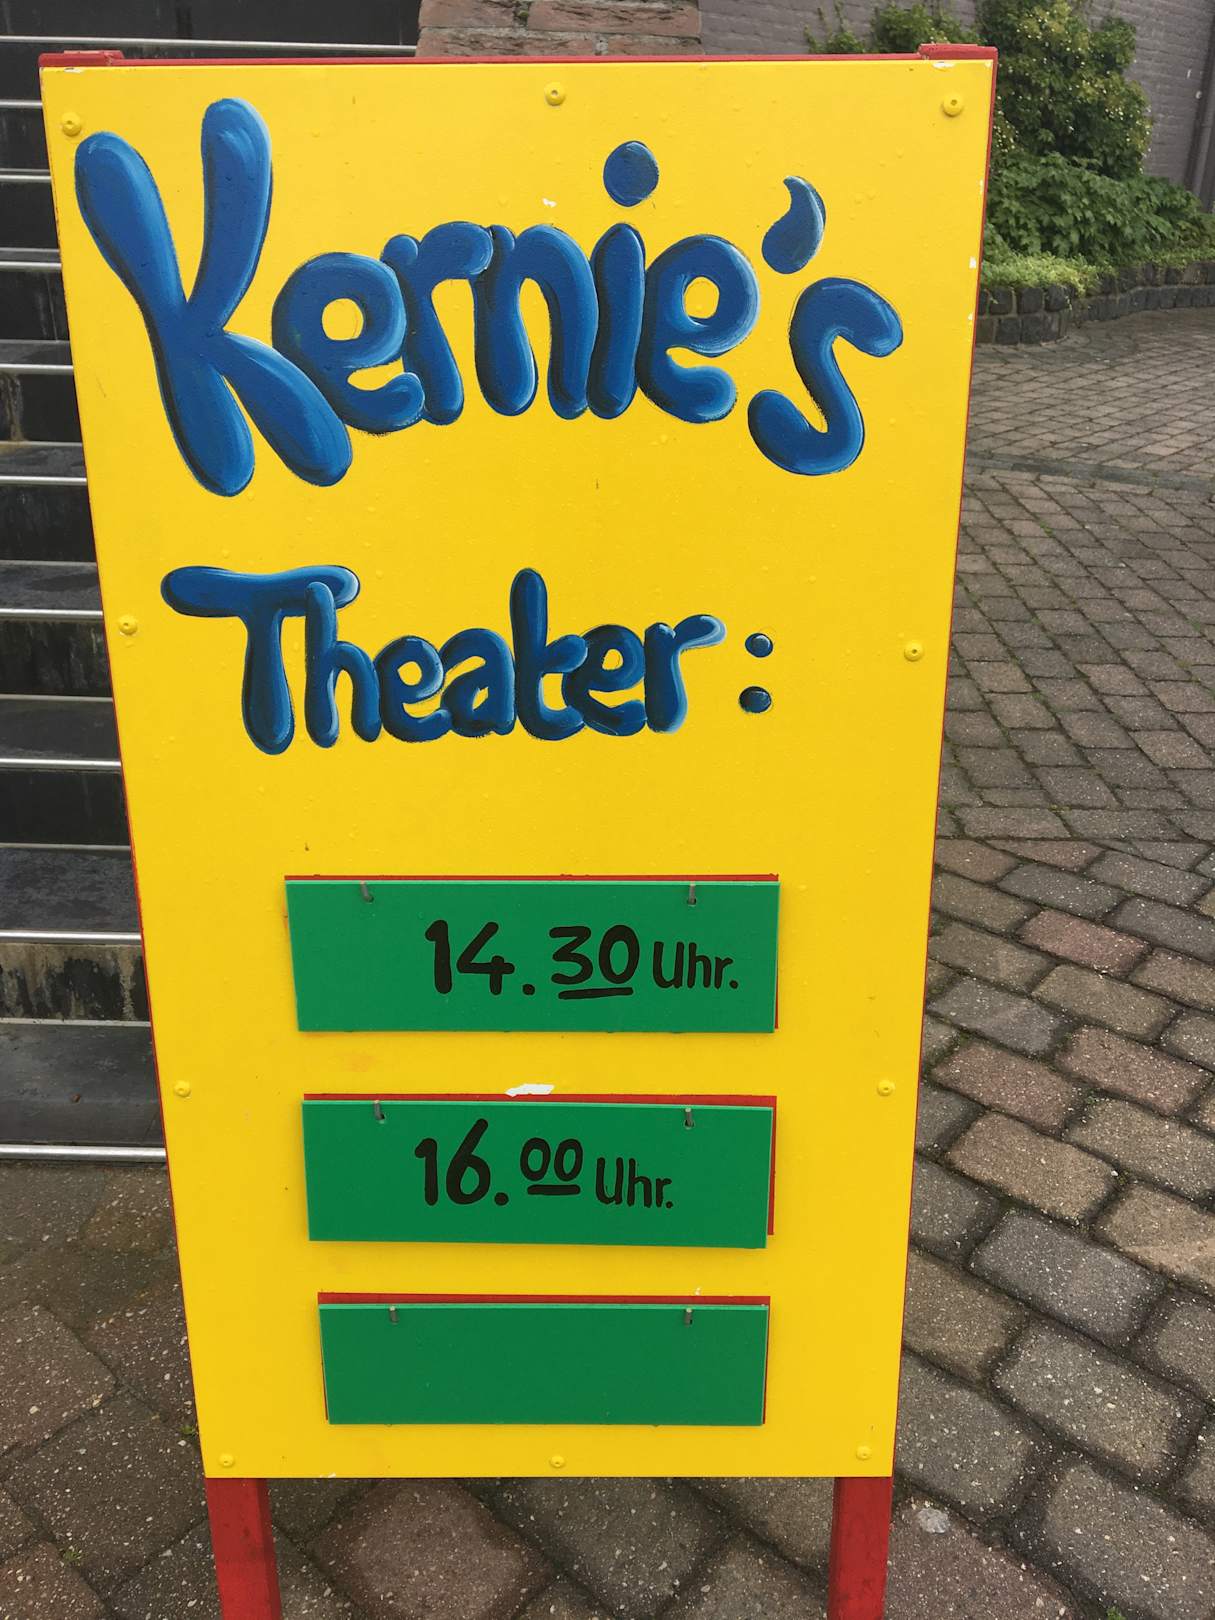 Kernie's
Theater:
14.30 Uhr.
16.00 Uhr.